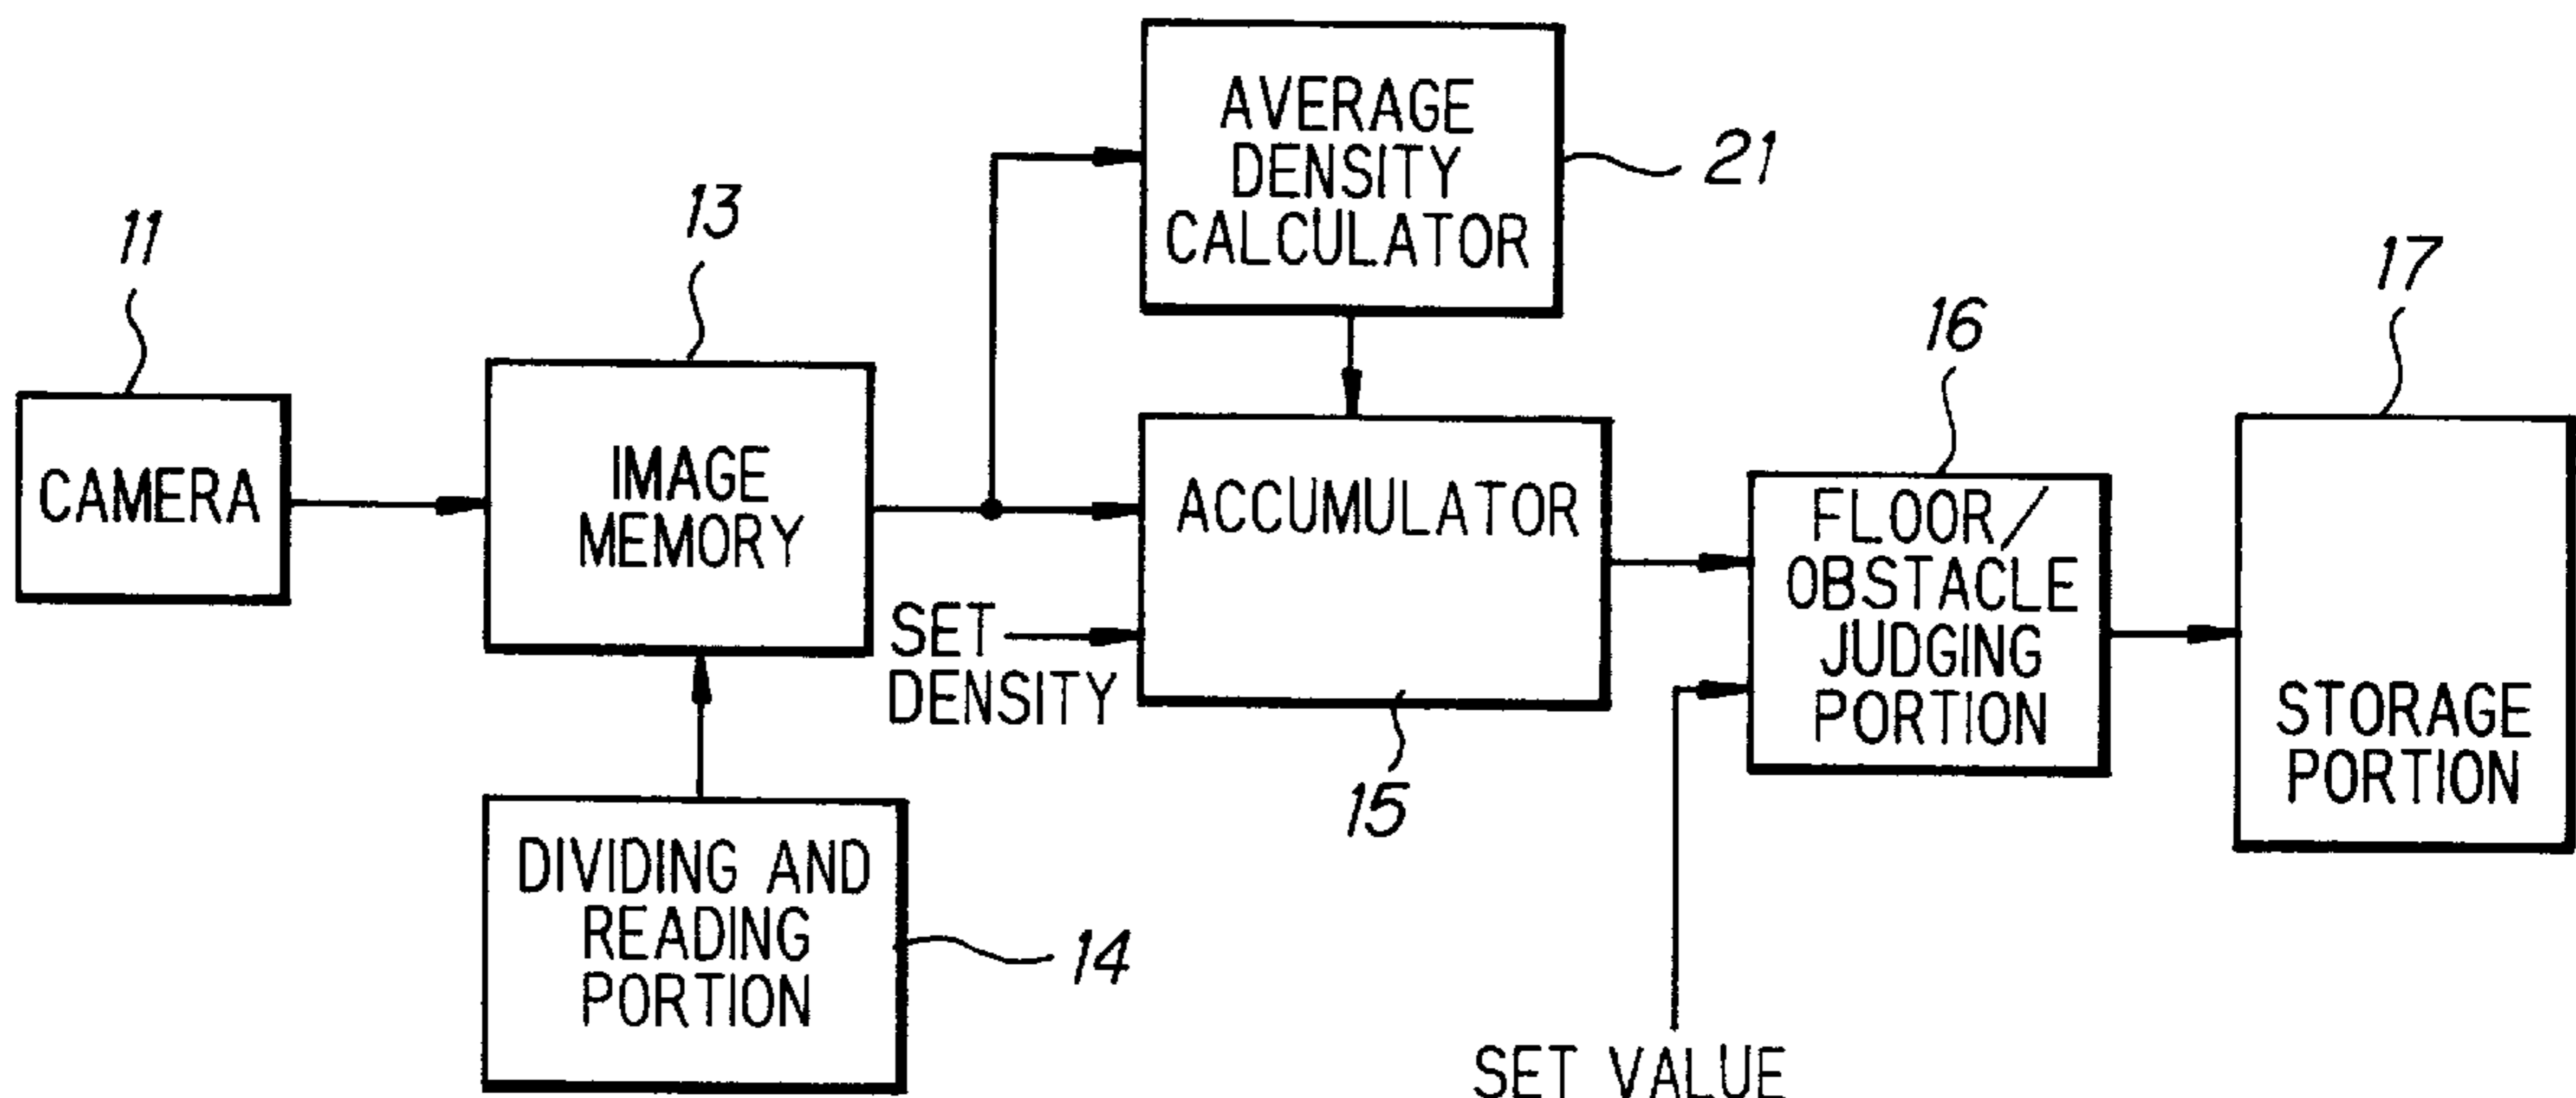 11
CAMERA
13
IMAGE
MEMORY
AVERAGE
DENSITY
CALCULATOR
21
ACCUMULATOR
15
SET
DENSITY
DIVIDING AND
READING
PORTION
14
16
FLOOR/
OBSTACLE
JUDGING
PORTION
SET VALUE
17
STORAGE
PORTION